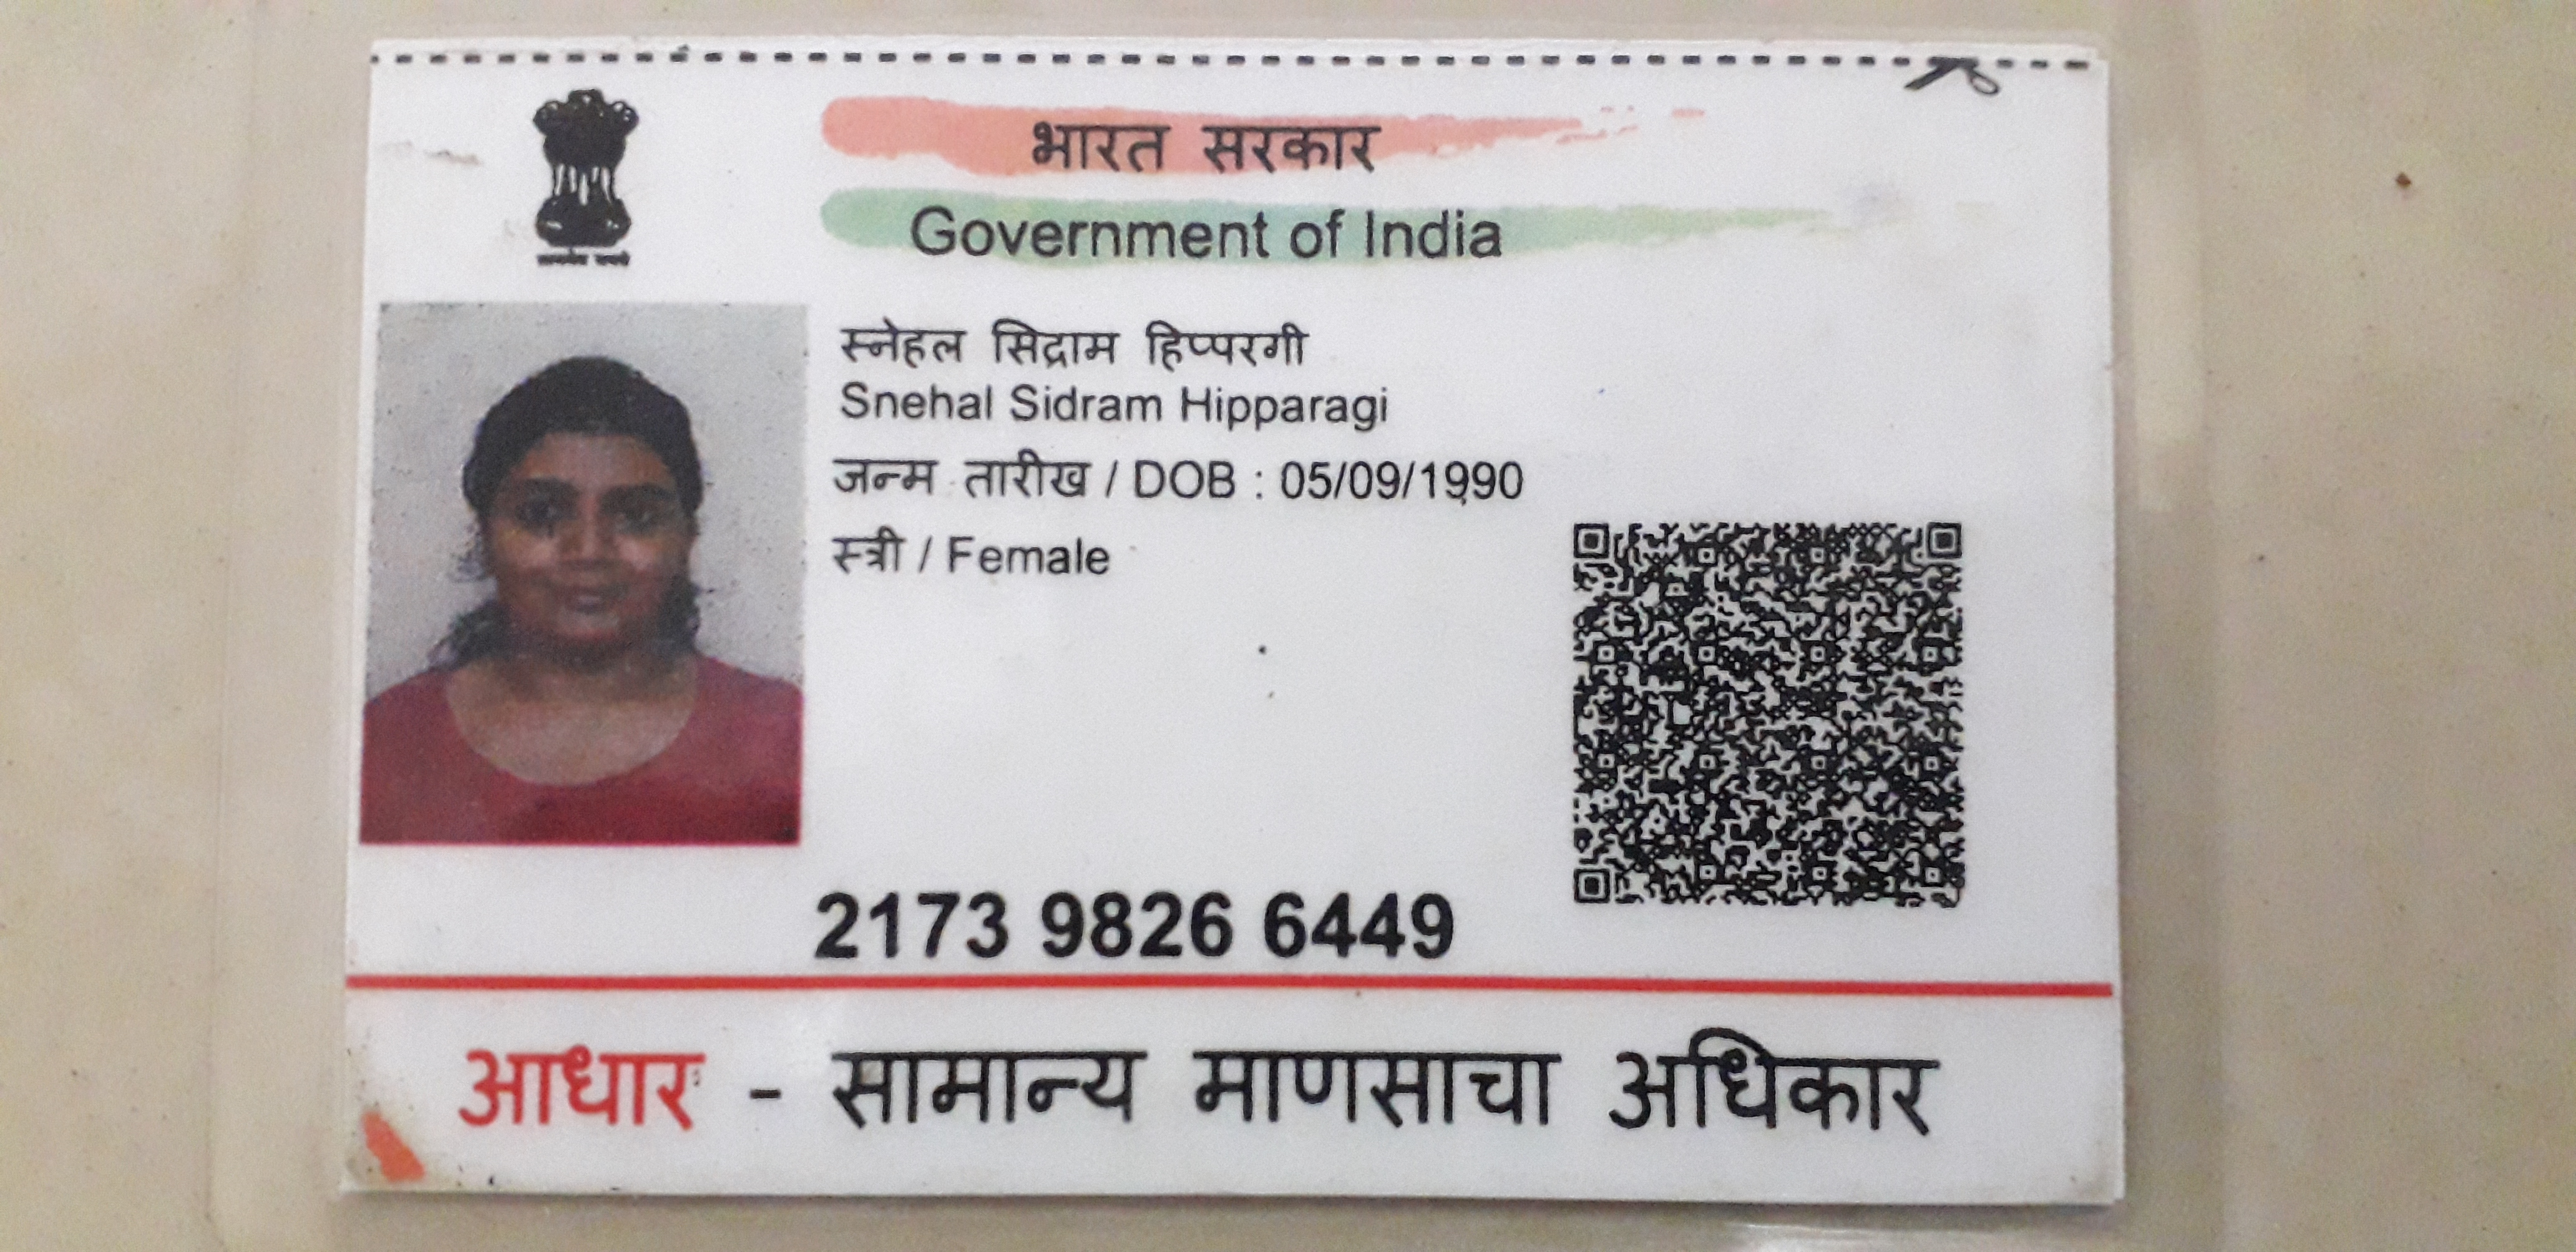 भारत सरकार
Government of India
स्नेहल सिद्राम हिप्परगी
Snehal Sidram Hipparagi
जन्म तारीख / DOB : 05/09/1990
स्त्री / Female
2173 9826 6449
आधार - सामान्य माणसाचा अधिकार